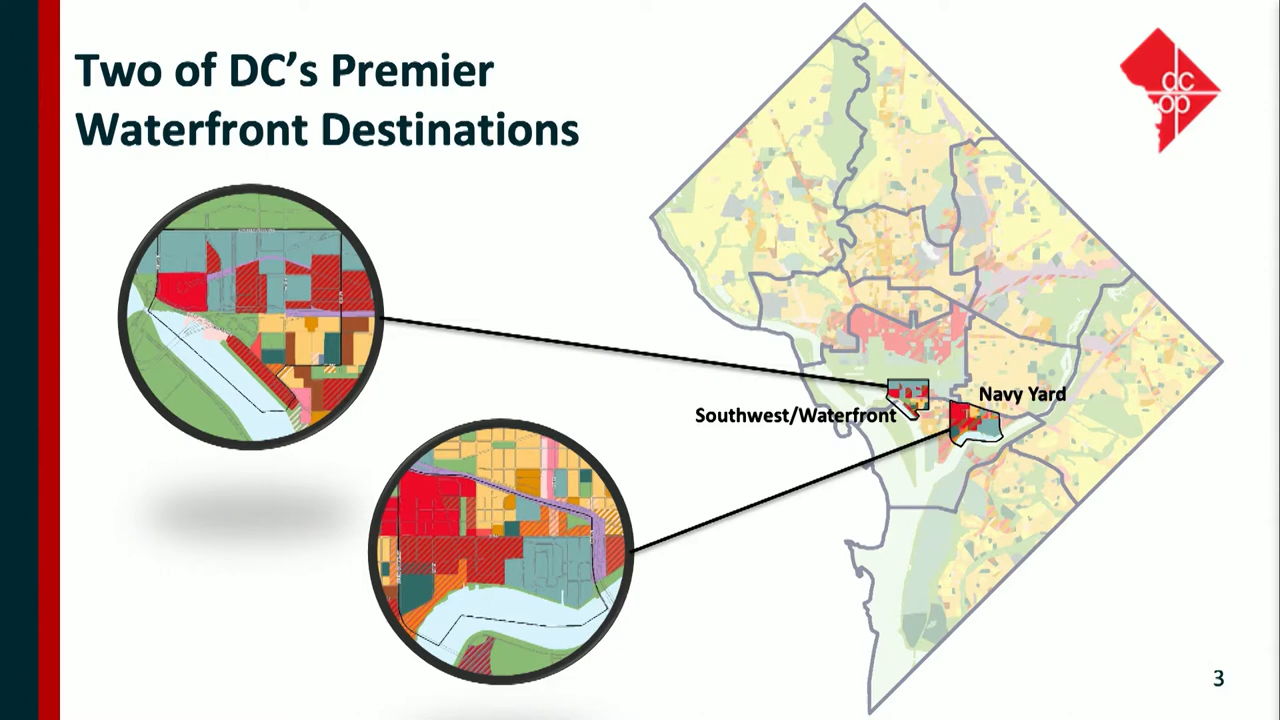 Two of DC's Premier
Waterfront Destinations
dc
op
Navy Yard
Southwest/Waterfront
3